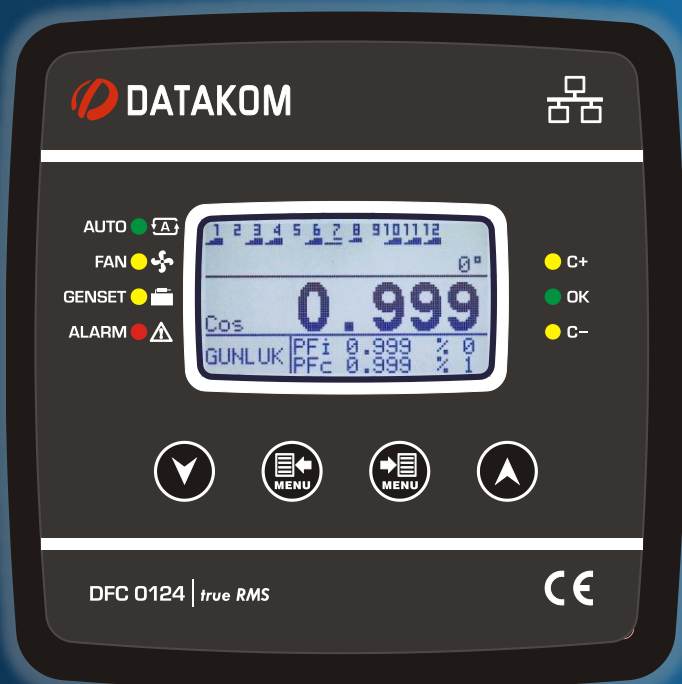 DATAKOM
AUTO
FAN
GENSET
ALARM
1 2 3 4 5 6 7 8 9 10 11 12
0°
Cos 0.999
GUNLUK
PFi 0.999 % 0
PFc 0.999 % 1
C+
OK
C–
MENU
MENU
DFC 0124 true RMS
CE